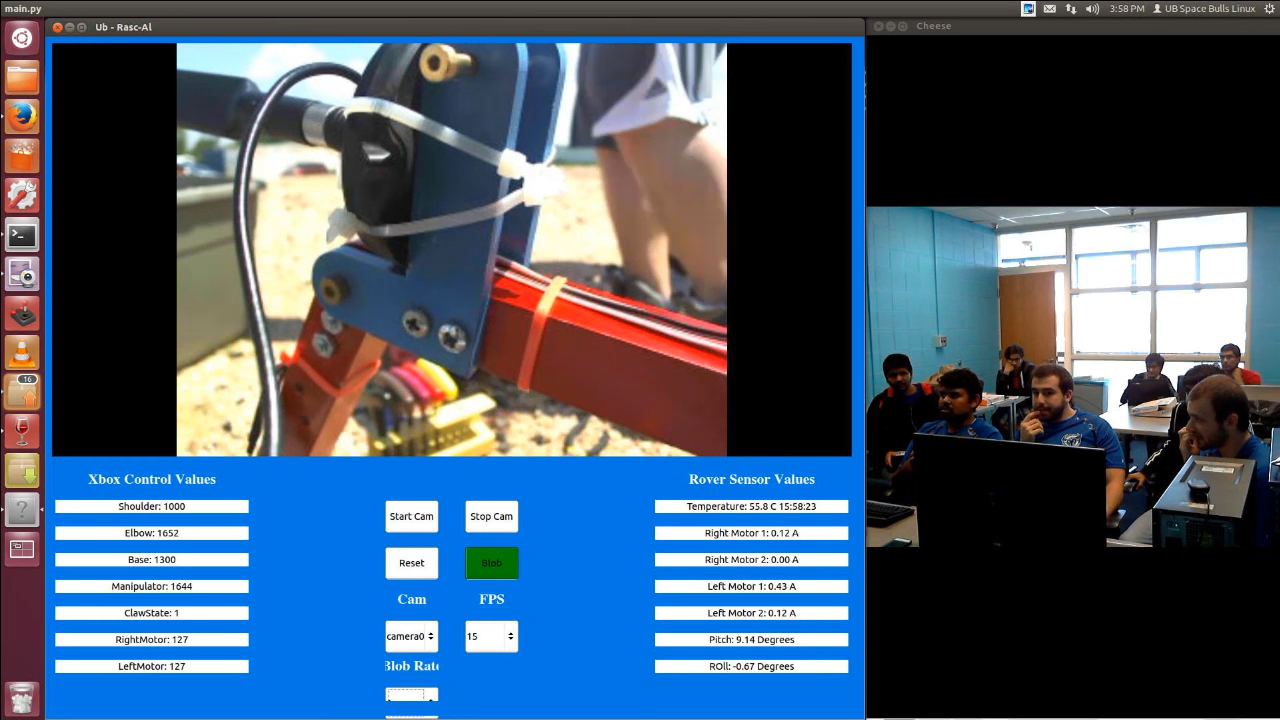 main.py
3:58 PM
UB Space Bulls Linux
Ub - Rasc-Al
Cheese
16
Xbox Control Values
Shoulder: 1000
Elbow: 1652
Base: 1300
Manipulator: 1644
ClawState: 1
RightMotor: 127
LeftMotor: 127
Start Cam
Stop Cam
Reset
Blob
Cam
FPS
camera0
15
Blob Rate
Rover Sensor Values
Temperature: 55.8 C 15:58:23
Right Motor 1: 0.12 A
Right Motor 2: 0.00 A
Left Motor 1: 0.43 A
Left Motor 2: 0.12 A
Pitch: 9.14 Degrees
ROll: -0.67 Degrees